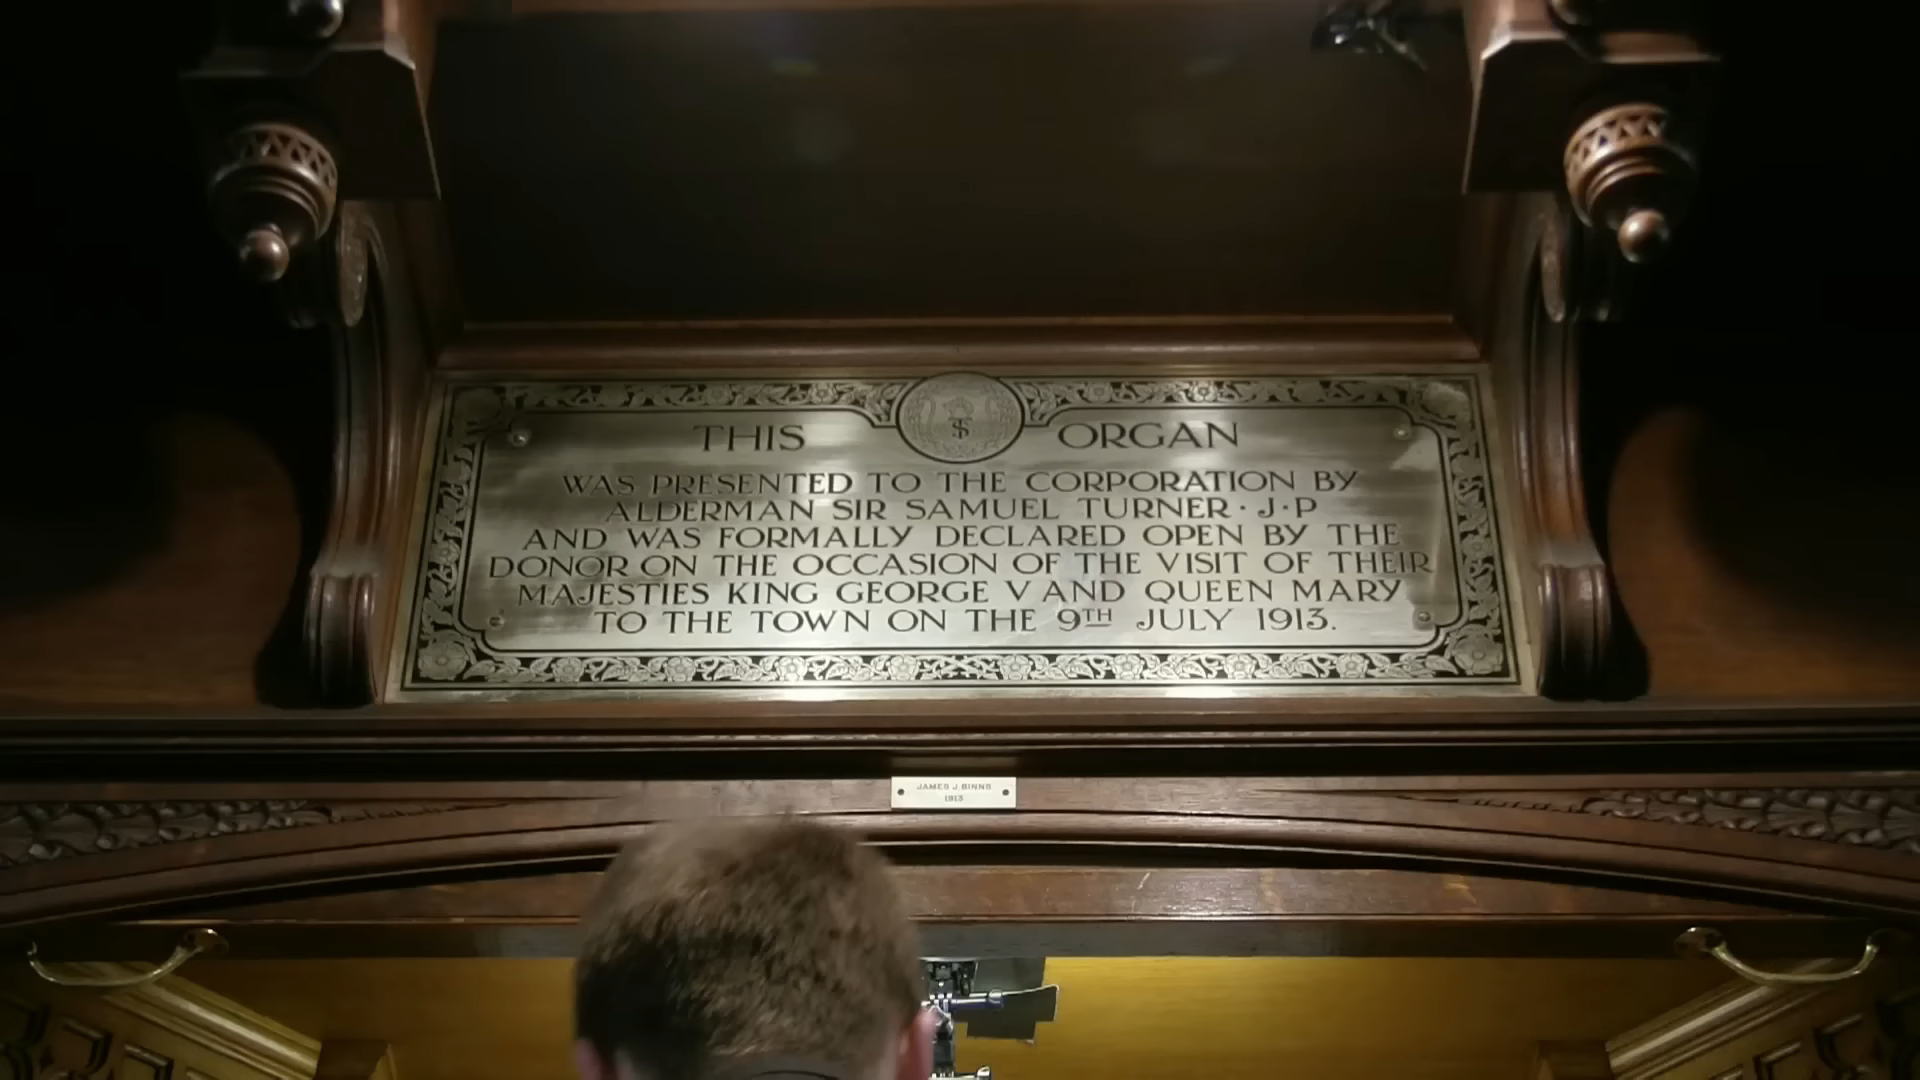 THIS ORGAN
WAS PRESENTED TO THE CORPORATION BY
ALDERMAN SIR SAMUEL TURNER · J · P
AND WAS FORMALLY DECLARED OPEN BY THE
DONOR ON THE OCCASION OF THE VISIT OF THEIR
MAJESTIES KING GEORGE V AND QUEEN MARY
TO THE TOWN ON THE 9TH JULY 1913.
JAMES J. BINNS
1913